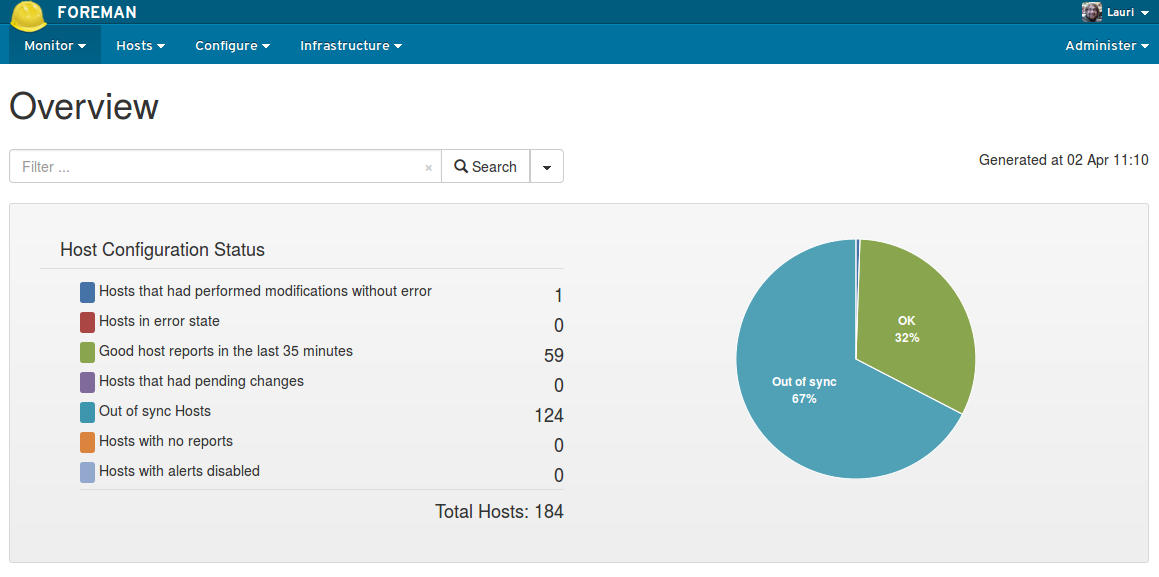 FOREMAN
Lauri
Monitor Hosts Configure Infrastructure Administer
Overview
Filter ... × Search
Generated at 02 Apr 11:10
Host Configuration Status
Hosts that had performed modifications without error 1
Hosts in error state 0
Good host reports in the last 35 minutes 59
Hosts that had pending changes 0
Out of sync Hosts 124
Hosts with no reports 0
Hosts with alerts disabled 0
Total Hosts: 184
OK
32%
Out of sync
67%